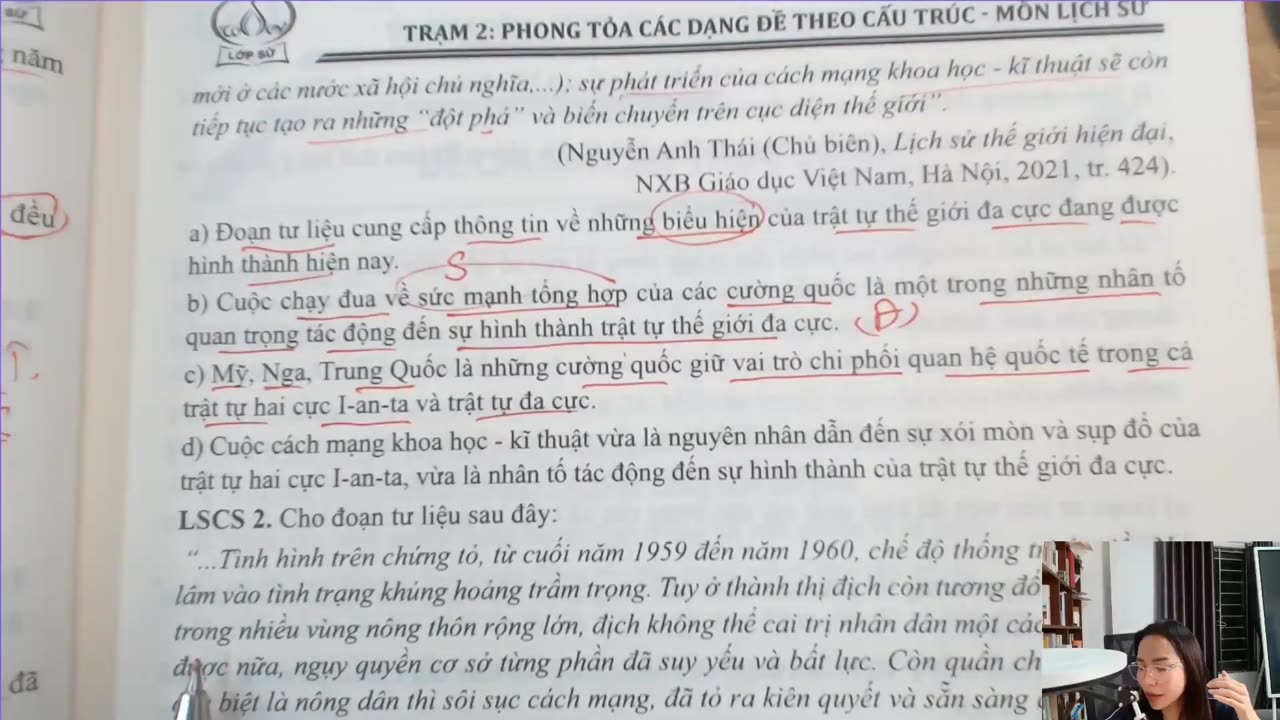 LỚP SỬ
TRẠM 2: PHONG TỎA CÁC DẠNG ĐỀ THEO CẤU TRÚC - MÔN LỊCH SỬ
năm
mới ở các nước xã hội chủ nghĩa,...); sự phát triển của cách mạng khoa học - kĩ thuật sẽ còn
tiếp tục tạo ra những "đột phá" và biến chuyển trên cục diện thế giới".
(Nguyễn Anh Thái (Chủ biên), Lịch sử thế giới hiện đại,
NXB Giáo dục Việt Nam, Hà Nội, 2021, tr. 424).
đều
a) Đoạn tư liệu cung cấp thông tin về những biểu hiện của trật tự thế giới đa cực đang được
hình thành hiện nay. S
b) Cuộc chạy đua về sức mạnh tổng hợp của các cường quốc là một trong những nhân tố
quan trọng tác động đến sự hình thành trật tự thế giới đa cực. (Đ)
c) Mỹ, Nga, Trung Quốc là những cường quốc giữ vai trò chi phối quan hệ quốc tế trong cả
trật tự hai cực I-an-ta và trật tự đa cực.
d) Cuộc cách mạng khoa học - kĩ thuật vừa là nguyên nhân dẫn đến sự xói mòn và sụp đổ của
trật tự hai cực I-an-ta, vừa là nhân tố tác động đến sự hình thành của trật tự thế giới đa cực.
LSCS 2. Cho đoạn tư liệu sau đây:
"...Tình hình trên chứng tỏ, từ cuối năm 1959 đến năm 1960, chế độ thống
lâm vào tình trạng khủng hoảng trầm trọng. Tuy ở thành thị địch còn tương đố
trong nhiều vùng nông thôn rộng lớn, địch không thể cai trị nhân dân một
được nữa, ngụy quyền cơ sở từng phần đã suy yếu và bất lực. Còn quần
đã
biệt là nông dân thì sôi sục cách mạng, đã tỏ ra kiên quyết và sẵn sàng